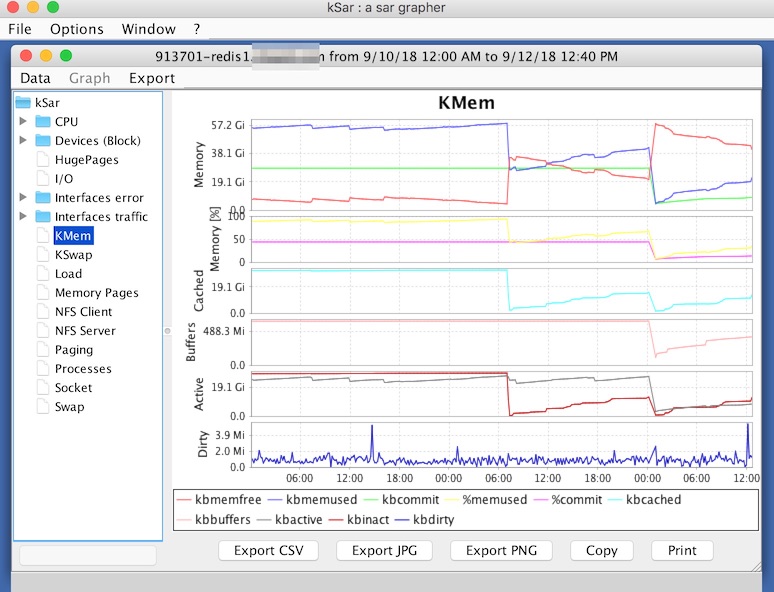 kSar : a sar grapher
File Options Window ?
913701-redis1. from 9/10/18 12:00 AM to 9/12/18 12:40 PM
Data Graph Export
kSar
CPU
Devices (Block)
HugePages
I/O
Interfaces error
Interfaces traffic
KMem
KSwap
Load
Memory Pages
NFS Client
NFS Server
Paging
Processes
Socket
Swap
KMem
Memory
57.2 Gi
38.1 Gi
19.1 Gi
0.0
Memory [%]
100
50
0
Cached
19.1 Gi
0.0
Buffers
488.3 Mi
0.0
Active
19.1 Gi
0.0
Dirty
3.9 Mi
2.0 Mi
0.0
06:00 12:00 18:00 00:00 06:00 12:00 18:00 00:00 06:00 12:00
kbmemfree kbmemused kbcommit %memused %commit kbcached
kbbuffers kbactive kbinact kbdirty
Export CSV Export JPG Export PNG Copy Print